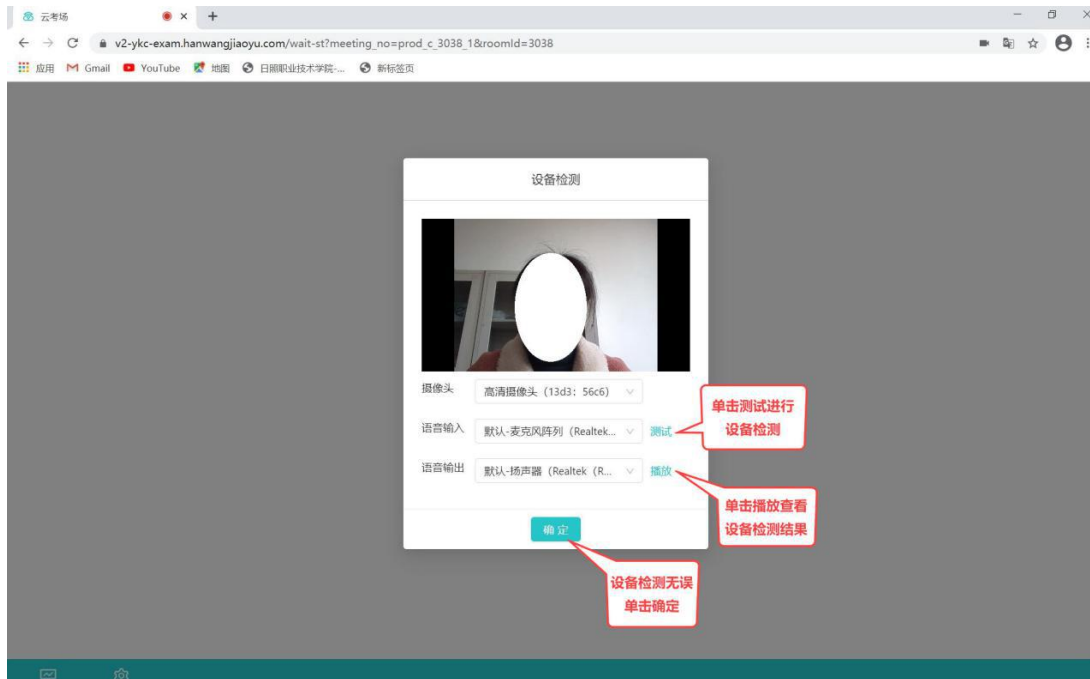 云考场
v2-ykc-exam.hanwangjiaoyu.com/wait-st?meeting_no=prod_c_3038_1&roomId=3038
应用 Gmail YouTube 地图 日照职业技术学院-... 新标签页
设备检测
摄像头 高清摄像头 (13d3: 56c6)
语音输入 默认-麦克风阵列 (Realtek... 测试
语音输出 默认-扬声器 (Realtek (R... 播放
确 定
单击测试进行
设备检测
单击播放查看
设备检测结果
设备检测无误
单击确定